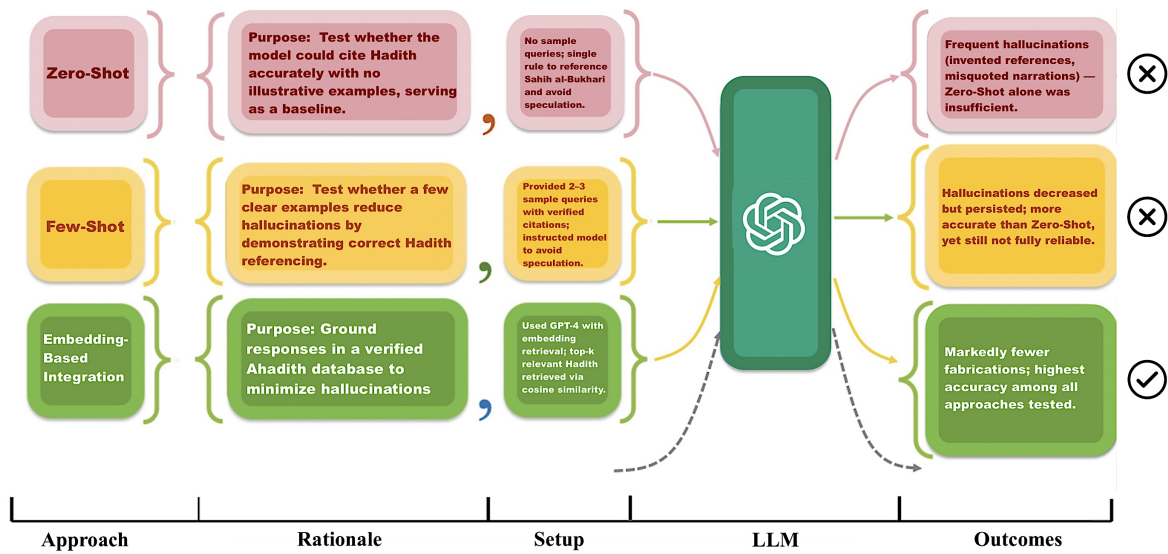 Zero-Shot
Purpose: Test whether the
model could cite Hadith
accurately with no
illustrative examples, serving
as a baseline.
,
No sample
queries; single
rule to reference
Sahih al-Bukhari
and avoid
speculation.
Frequent hallucinations
(invented references,
misquoted narrations) —
Zero-Shot alone was
insufficient.
Few-Shot
Purpose: Test whether a few
clear examples reduce
hallucinations by
demonstrating correct Hadith
referencing.
,
Provided 2–3
sample queries
with verified
citations;
instructed model
to avoid
speculation.
Hallucinations decreased
but persisted; more
accurate than Zero-Shot,
yet still not fully reliable.
Embedding-
Based
Integration
Purpose: Ground
responses in a verified
Ahadith database to
minimize hallucinations
,
Used GPT-4 with
embedding
retrieval; top-k
relevant Hadith
retrieved via
cosine similarity.
Markedly fewer
fabrications; highest
accuracy among all
approaches tested.
Approach
Rationale
Setup
LLM
Outcomes